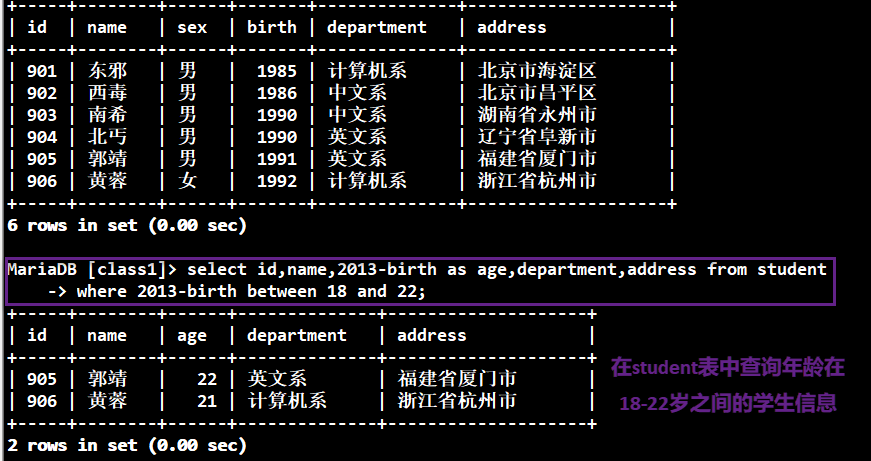 +-----+--------+------+-------+--------------+--------------------+
| id | name | sex | birth | department | address |
+-----+--------+------+-------+--------------+--------------------+
| 901 | 东邪 | 男 | 1985 | 计算机系 | 北京市海淀区 |
| 902 | 西毒 | 男 | 1986 | 中文系 | 北京市昌平区 |
| 903 | 南希 | 男 | 1990 | 中文系 | 湖南省永州市 |
| 904 | 北丐 | 男 | 1990 | 英文系 | 辽宁省阜新市 |
| 905 | 郭靖 | 男 | 1991 | 英文系 | 福建省厦门市 |
| 906 | 黄蓉 | 女 | 1992 | 计算机系 | 浙江省杭州市 |
+-----+--------+------+-------+--------------+--------------------+
6 rows in set (0.00 sec)
MariaDB [class1]> select id,name,2013-birth as age,department,address from student
-> where 2013-birth between 18 and 22;
+-----+--------+------+--------------+--------------------+
| id | name | age | department | address |
+-----+--------+------+--------------+--------------------+
| 905 | 郭靖 | 22 | 英文系 | 福建省厦门市 |
| 906 | 黄蓉 | 21 | 计算机系 | 浙江省杭州市 |
+-----+--------+------+--------------+--------------------+
2 rows in set (0.00 sec)
在student表中查询年龄在
18-22岁之间的学生信息